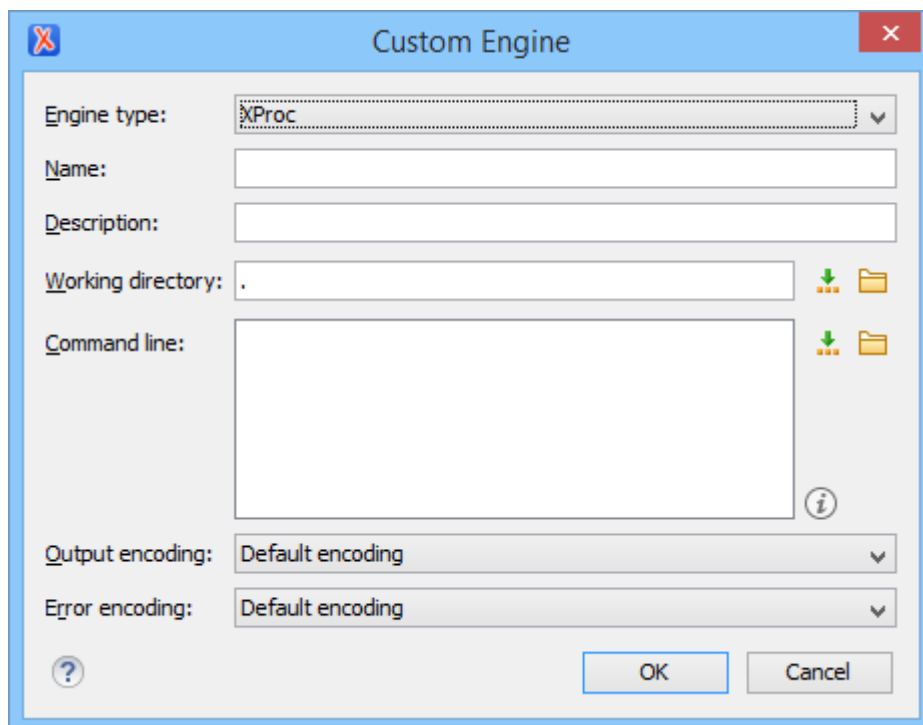 Custom Engine
Engine type: XProc
Name:
Description:
Working directory: .
Command line:
Output encoding: Default encoding
Error encoding: Default encoding
OK Cancel